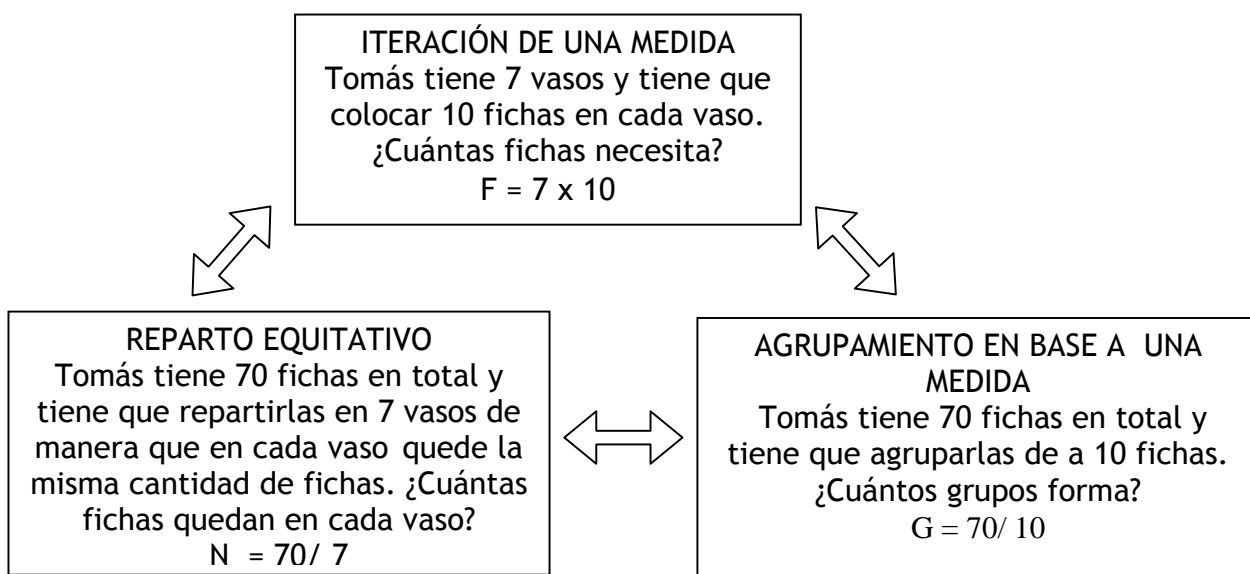 ITERACIÓN DE UNA MEDIDA
Tomás tiene 7 vasos y tiene que
colocar 10 fichas en cada vaso.
¿Cuántas fichas necesita?
F = 7 x 10
REPARTO EQUITATIVO
Tomás tiene 70 fichas en total y
tiene que repartirlas en 7 vasos de
manera que en cada vaso quede la
misma cantidad de fichas. ¿Cuántas
fichas quedan en cada vaso?
N = 70/ 7
AGRUPAMIENTO EN BASE A UNA
MEDIDA
Tomás tiene 70 fichas en total y
tiene que agruparlas de a 10 fichas.
¿Cuántos grupos forma?
G = 70/ 10